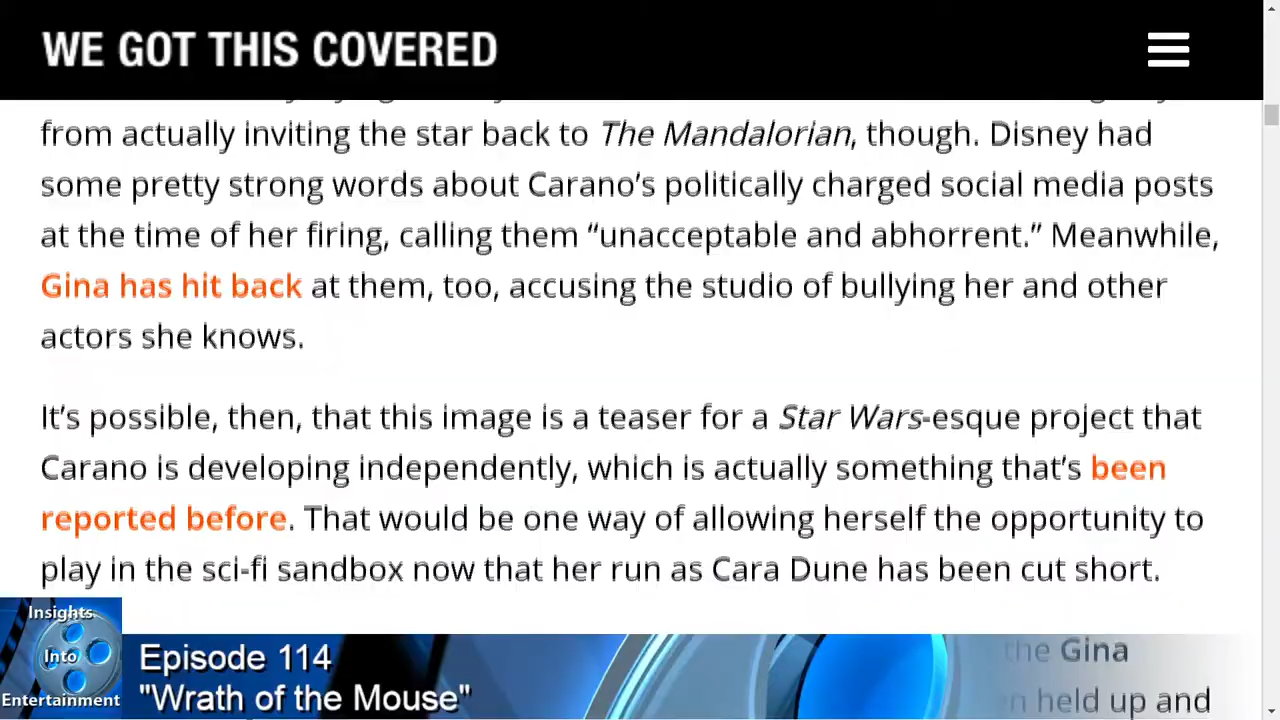 WE GOT THIS COVERED
from actually inviting the star back to The Mandalorian, though. Disney had
some pretty strong words about Carano’s politically charged social media posts
at the time of her firing, calling them “unacceptable and abhorrent.” Meanwhile,
Gina has hit back at them, too, accusing the studio of bullying her and other
actors she knows.
It’s possible, then, that this image is a teaser for a Star Wars-esque project that
Carano is developing independently, which is actually something that’s been
reported before. That would be one way of allowing herself the opportunity to
play in the sci-fi sandbox now that her run as Cara Dune has been cut short.
the Gina
held up and
Insights
Into
Entertainment
Episode 114
"Wrath of the Mouse"